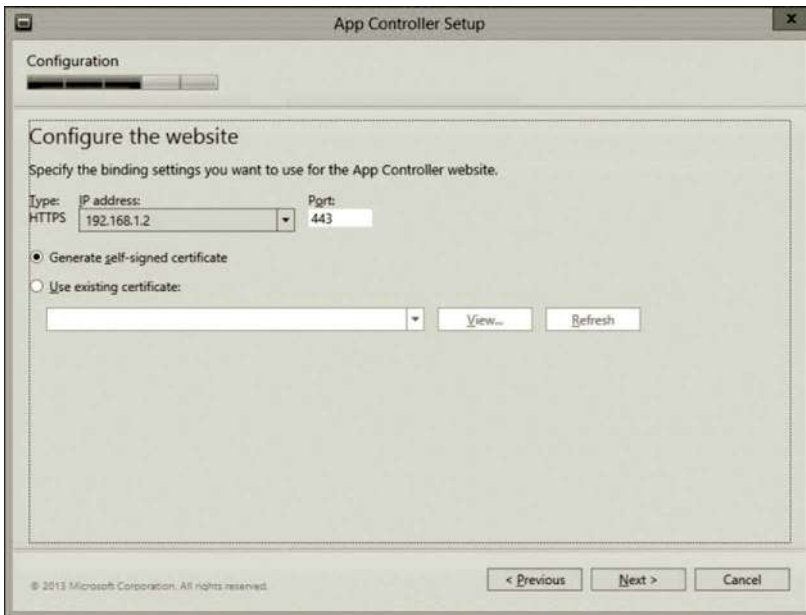 App Controller Setup
x
Configuration
Configure the website
Specify the binding settings you want to use for the App Controller website.
Type: IP address: Port:
HTTPS 192.168.1.2 443
Generate self-signed certificate
Use existing certificate:
View... Refresh
© 2013 Microsoft Corporation. All rights reserved.
< Previous Next > Cancel